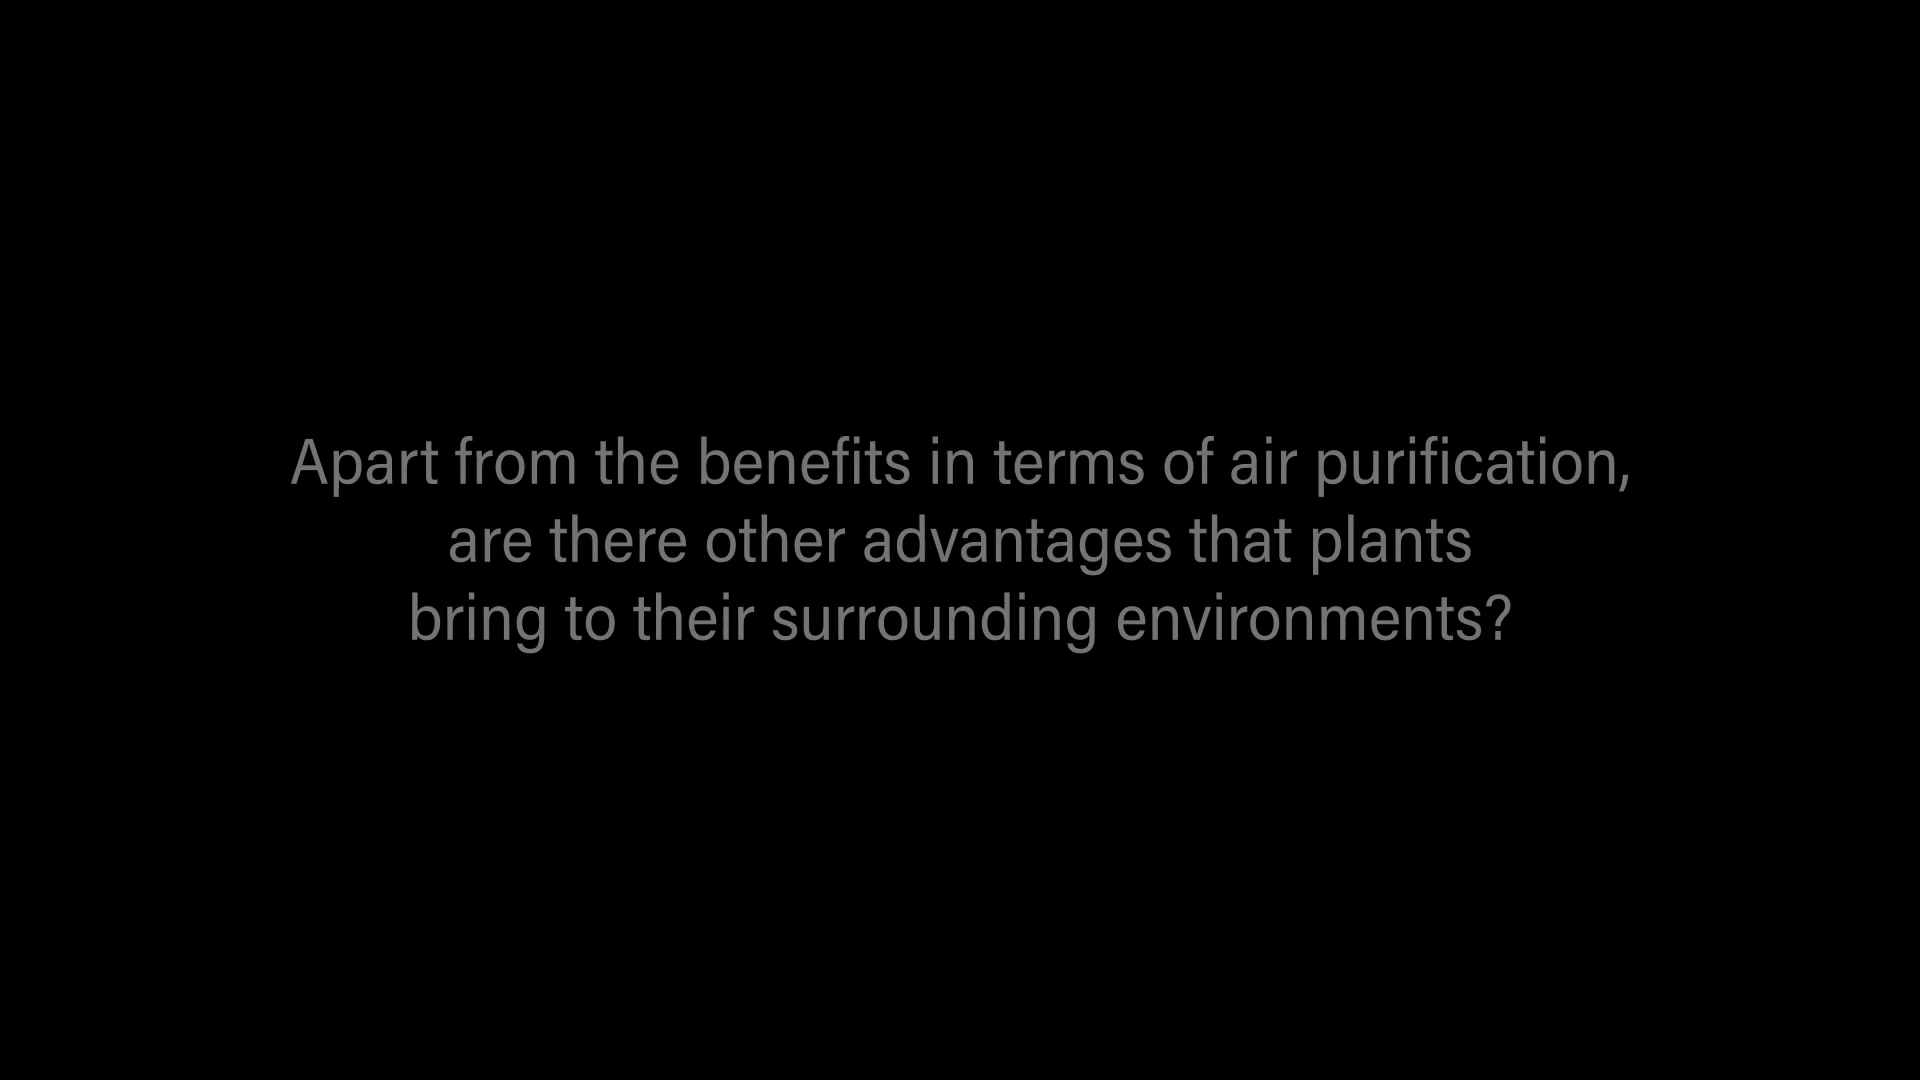 Apart from the benefits in terms of air purification,
are there other advantages that plants
bring to their surrounding environments?